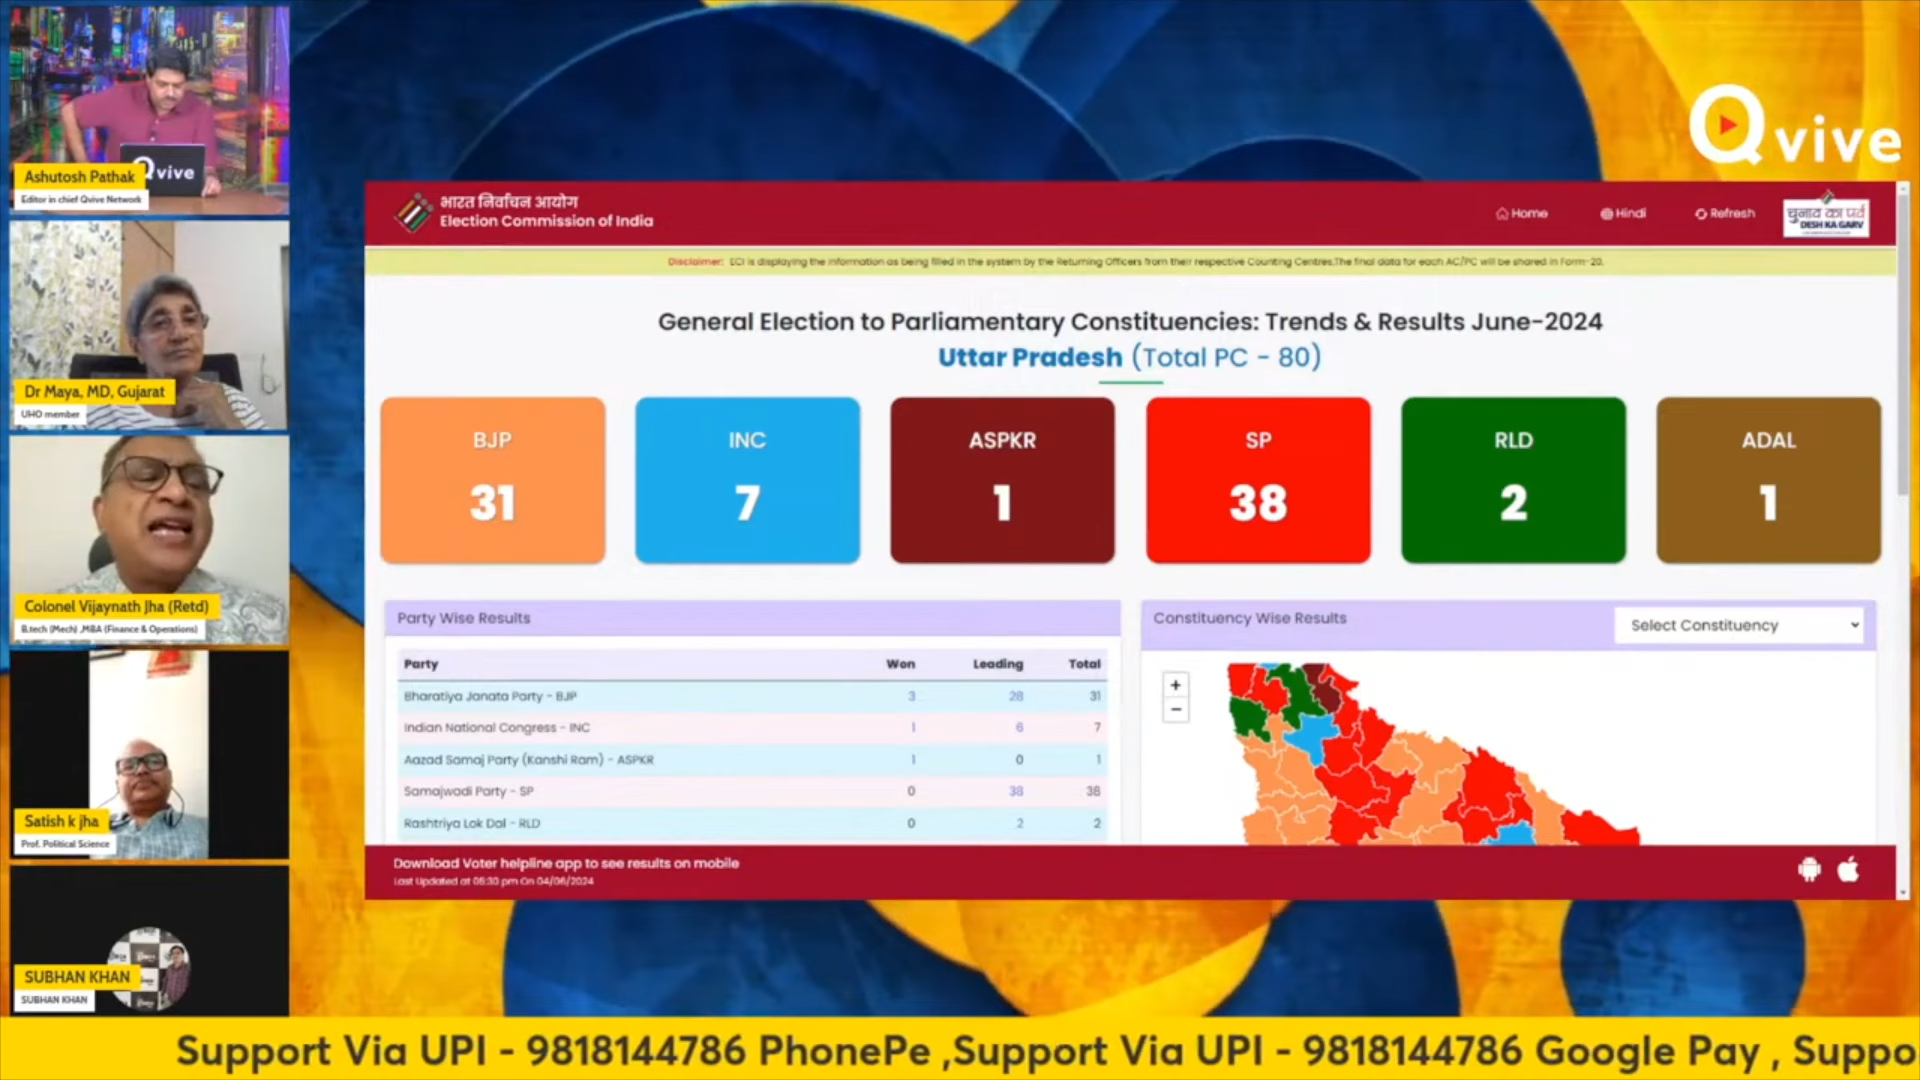 Qvive
Qvive
Ashutosh Pathak
Editor in chief Qvive Network
Dr Maya, MD, Gujarat
UHO member
Colonel Vijaynath Jha (Retd)
B.tech (Mech) ,MBA (Finance & Operations)
Satish k jha
Prof. Political Science
SUBHAN KHAN
SUBHAN KHAN
भारत निर्वाचन आयोग
Election Commission of India
Home
Hindi
Refresh
चुनाव का पर्व
DESH KA GARV
Disclaimer: ECI is displaying the information as being filled in the system by the Returning Officers from their respective Counting Centres.The final data for each AC/PC will be shared in Form-20.
General Election to Parliamentary Constituencies: Trends & Results June-2024
Uttar Pradesh (Total PC - 80)
BJP
31
INC
7
ASPKR
1
SP
38
RLD
2
ADAL
1
Party Wise Results
Party Won Leading Total
Bharatiya Janata Party - BJP 3 28 31
Indian National Congress - INC 1 6 7
Aazad Samaj Party (Kanshi Ram) - ASPKR 1 0 1
Samajwadi Party - SP 0 38 38
Rashtriya Lok Dal - RLD 0 2 2
Constituency Wise Results
Select Constituency
+
−
Download Voter helpline app to see results on mobile
Last Updated at 05:30 pm On 04/06/2024
Support Via UPI - 9818144786 PhonePe ,Support Via UPI - 9818144786 Google Pay , Suppo